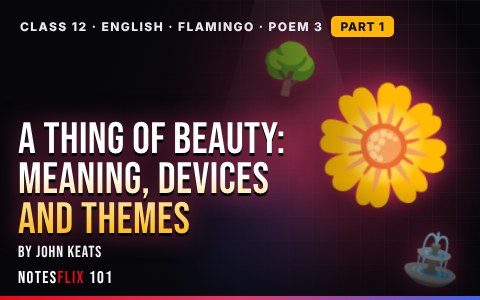 CLASS 12 · ENGLISH · FLAMINGO · POEM 3 PART 1
A THING OF BEAUTY:
MEANING, DEVICES
AND THEMES
BY JOHN KEATS
NOTESFLIX 101